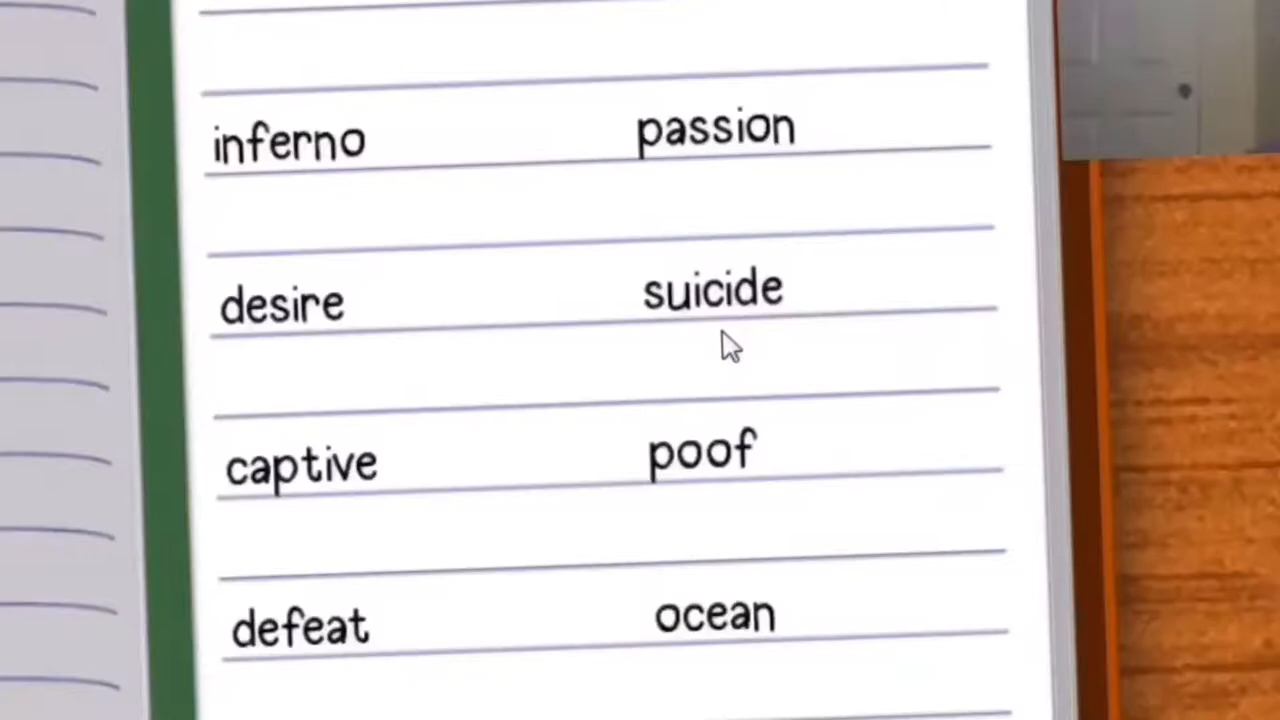 inferno passion
desire suicide
captive poof
defeat ocean